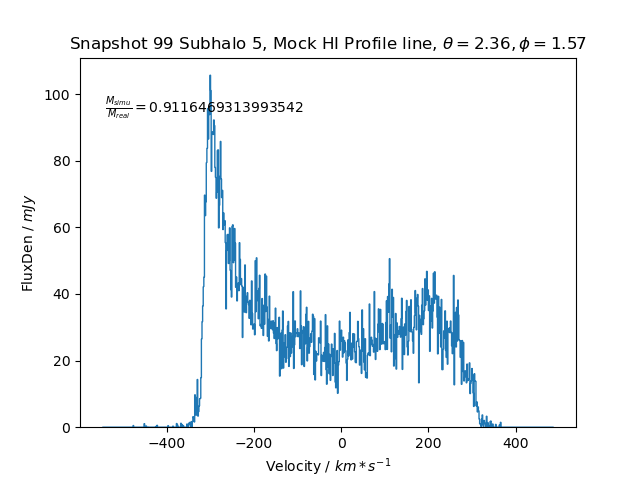 Snapshot 99 Subhalo 5, Mock HI Profile line, θ = 2.36, ϕ = 1.57
M_simu/M_real = 0.9116469313993542
FluxDen / mJy
100
80
60
40
20
0
−400 −200 0 200 400
Velocity / km * s⁻¹